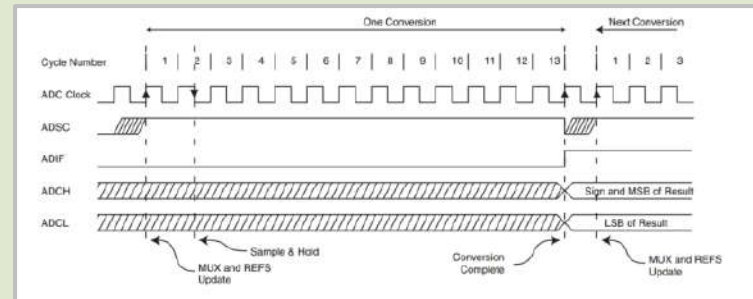 One Conversion
Next Conversion
Cycle Number 1 2 3 4 5 6 7 8 9 10 11 12 13 1 2 3
ADC Clock
ADSC
ADIF
ADCH Sign and MSB of Result
ADCL LSB of Result
Sample & Hold
MUX and REFS
Update
Conversion
Complete
MUX and REFS
Update